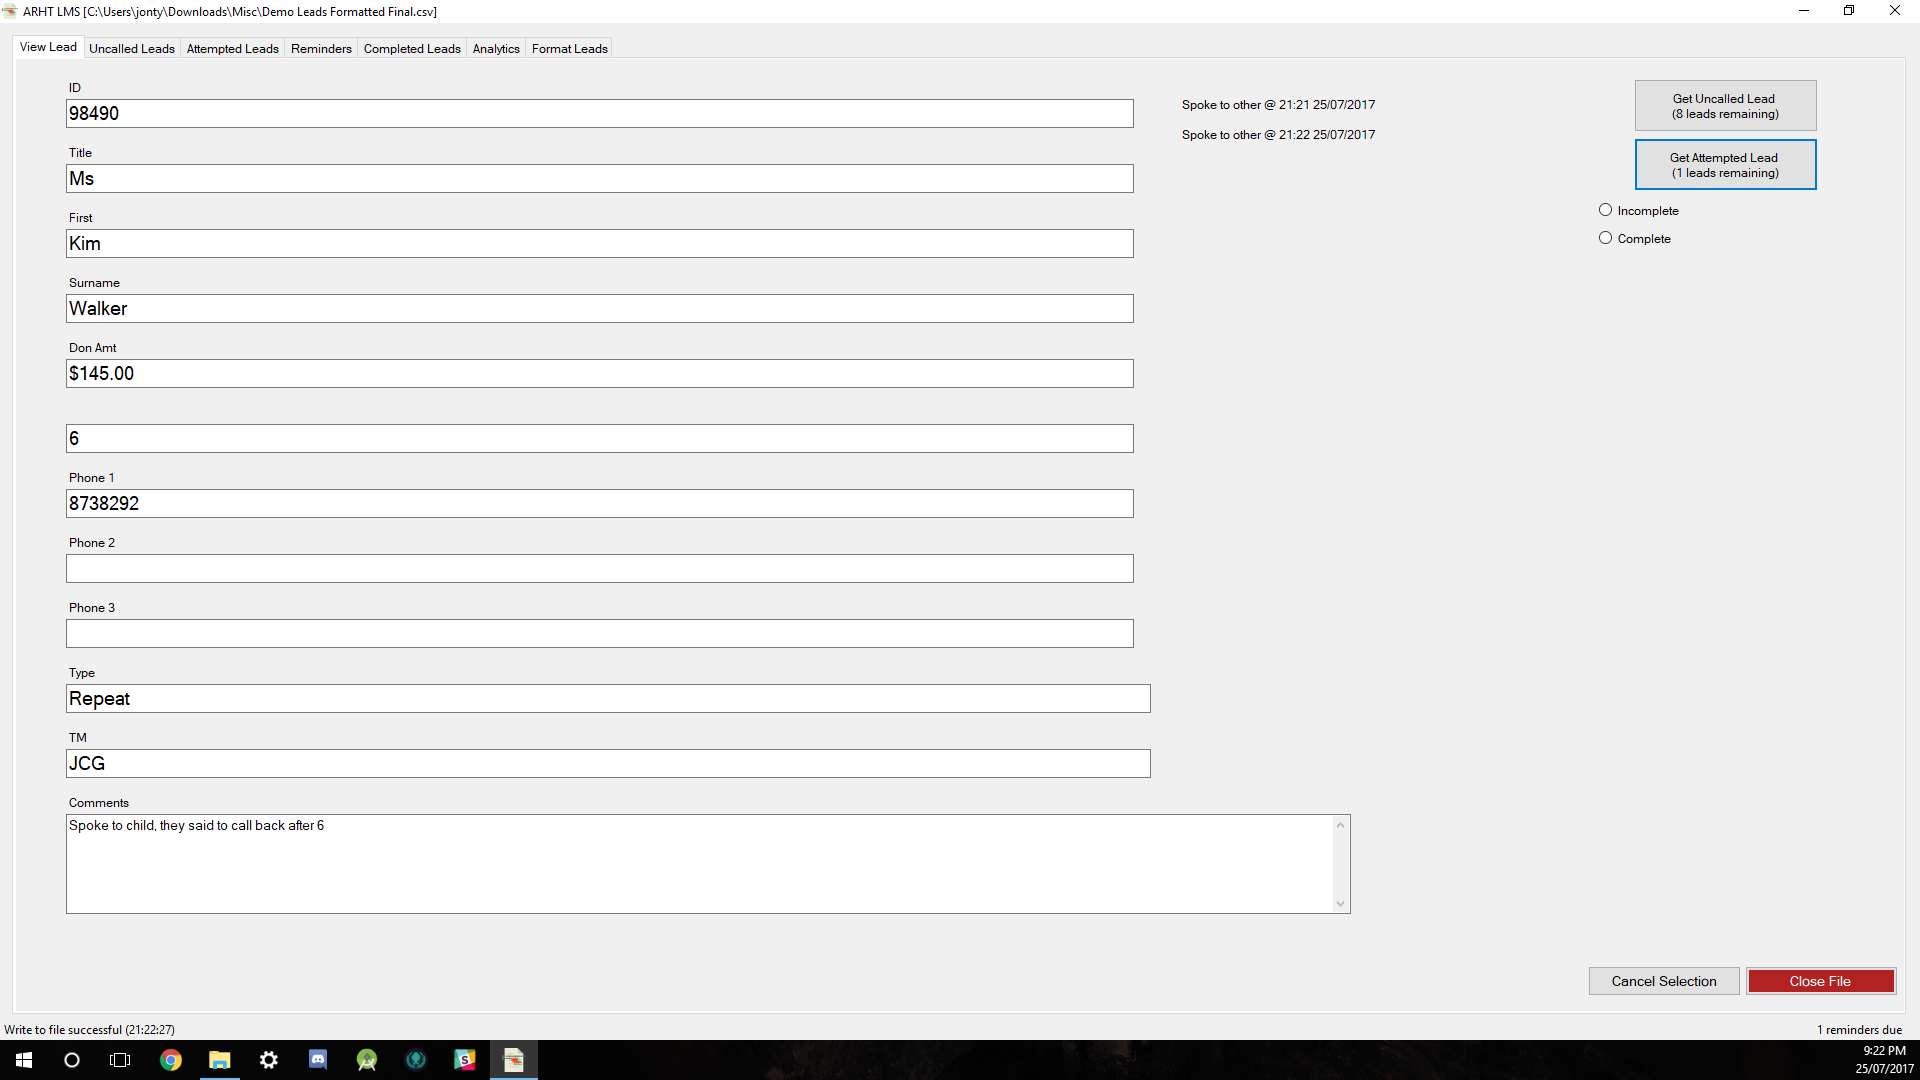 ARHT LMS [C:\Users\jonty\Downloads\Misc\Demo Leads Formatted Final.csv]
View Lead Uncalled Leads Attempted Leads Reminders Completed Leads Analytics Format Leads
ID
98490
Title
Ms
First
Kim
Surname
Walker
Don Amt
$145.00
6
Phone 1
8738292
Phone 2
Phone 3
Type
Repeat
TM
JCG
Comments
Spoke to child, they said to call back after 6
Spoke to other @ 21:21 25/07/2017
Spoke to other @ 21:22 25/07/2017
Get Uncalled Lead
(8 leads remaining)
Get Attempted Lead
(1 leads remaining)
Incomplete
Complete
Cancel Selection
Close File
Write to file successful (21:22:27)
1 reminders due
9:22 PM
25/07/2017